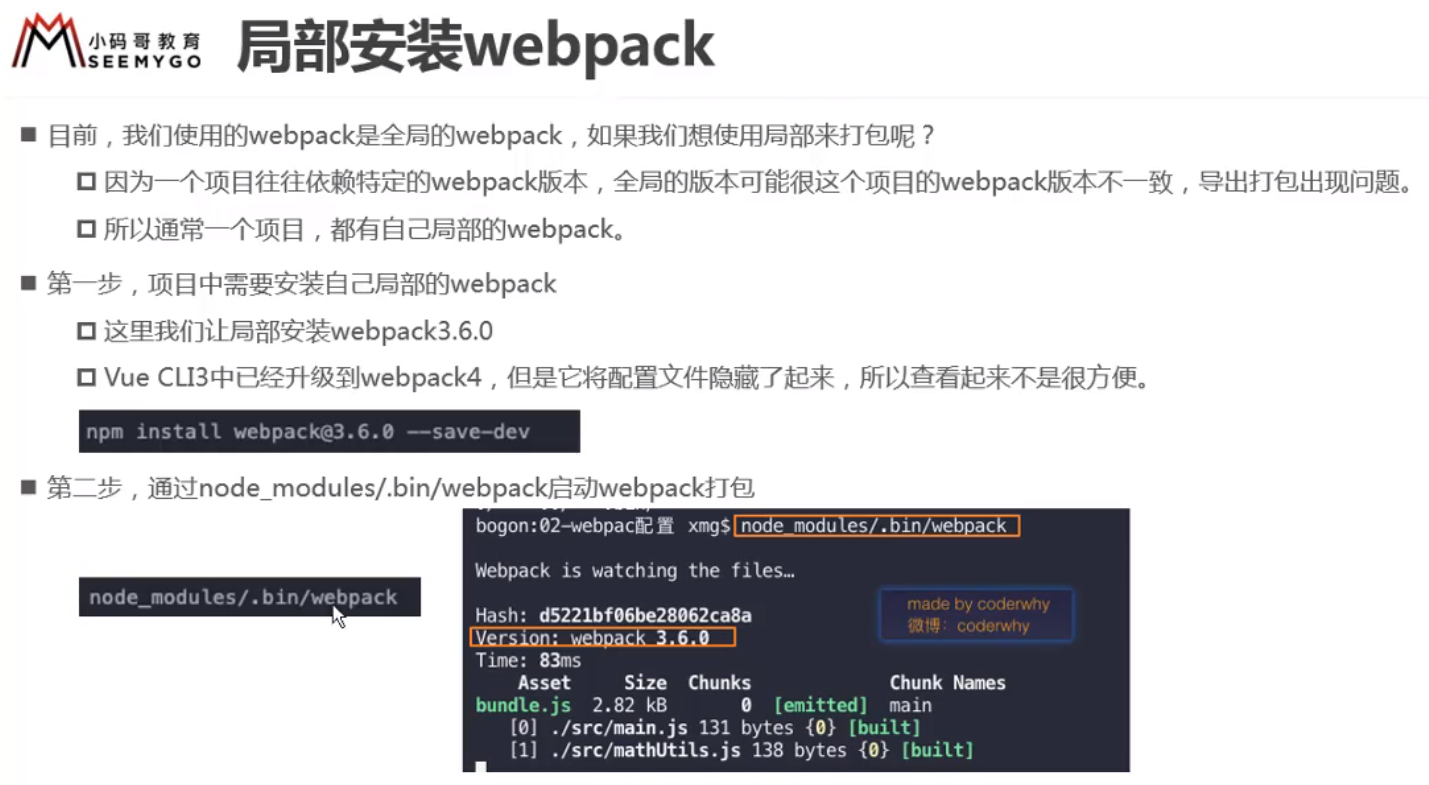 小码哥教育
SEEMYGO
局部安装webpack
目前，我们使用的webpack是全局的webpack，如果我们想使用局部来打包呢？
因为一个项目往往依赖特定的webpack版本，全局的版本可能很这个项目的webpack版本不一致，导出打包出现问题。
所以通常一个项目，都有自己局部的webpack。
第一步，项目中需要安装自己局部的webpack
这里我们让局部安装webpack3.6.0
Vue CLI3中已经升级到webpack4，但是它将配置文件隐藏了起来，所以查看起来不是很方便。
npm install webpack@3.6.0 --save-dev
第二步，通过node_modules/.bin/webpack启动webpack打包
node_modules/.bin/webpack
bogon:02-webpac配置 xmg$ node_modules/.bin/webpack
Webpack is watching the files…
Hash: d5221bf06be28062ca8a
Version: webpack 3.6.0
Time: 83ms
Asset Size Chunks Chunk Names
bundle.js 2.82 kB 0 [emitted] main
[0] ./src/main.js 131 bytes {0} [built]
[1] ./src/mathUtils.js 138 bytes {0} [built]
made by coderwhy
微博：coderwhy